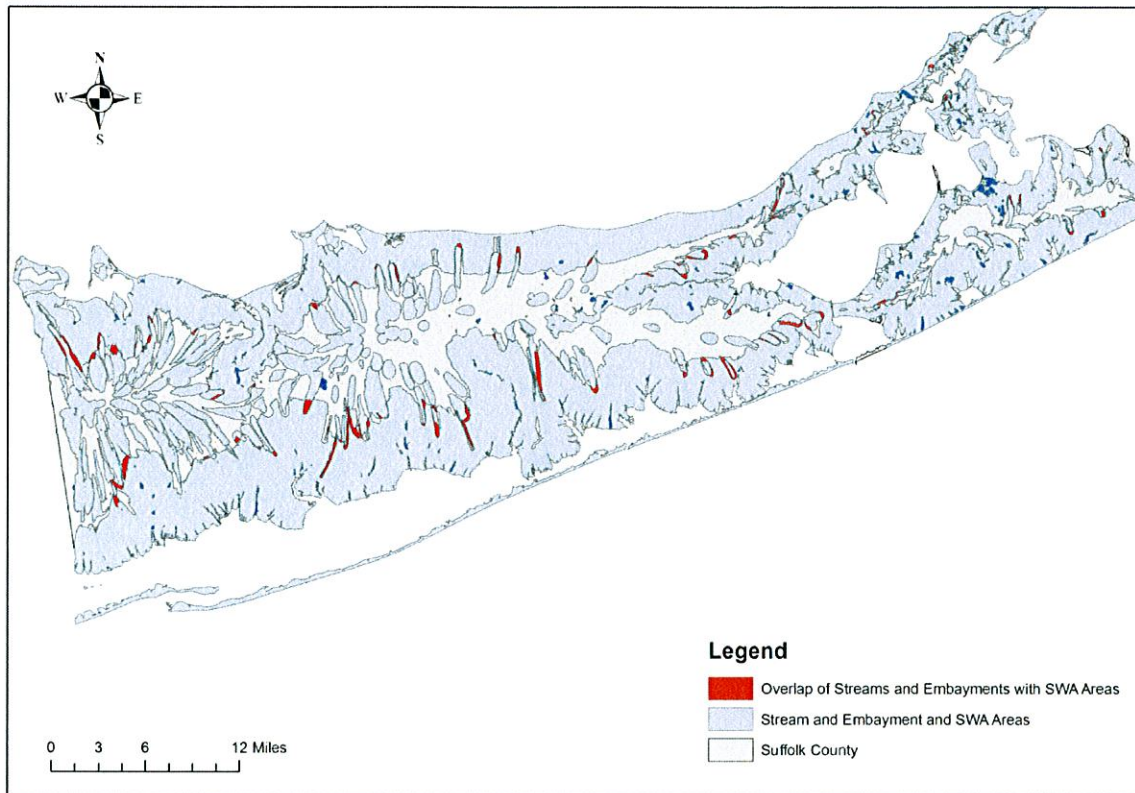 N
W E
S
Legend
Overlap of Streams and Embayments with SWA Areas
Stream and Embayment and SWA Areas
Suffolk County
0 3 6 12 Miles